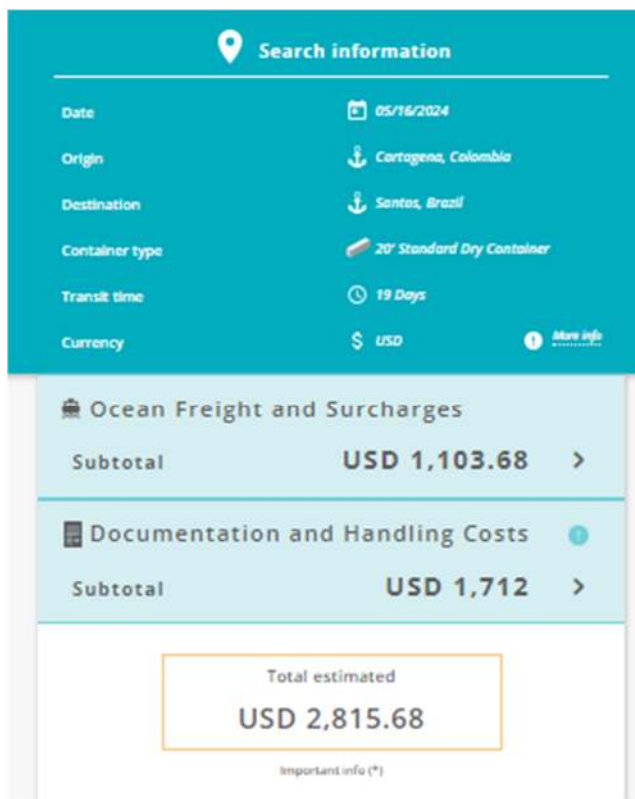 Search information
Date 05/16/2024
Origin Cartagena, Colombia
Destination Santos, Brazil
Container type 20' Standard Dry Container
Transit time 19 Days
Currency $ USD More info
Ocean Freight and Surcharges
Subtotal USD 1,103.68 >
Documentation and Handling Costs
Subtotal USD 1,712 >
Total estimated
USD 2,815.68
Important info (*)